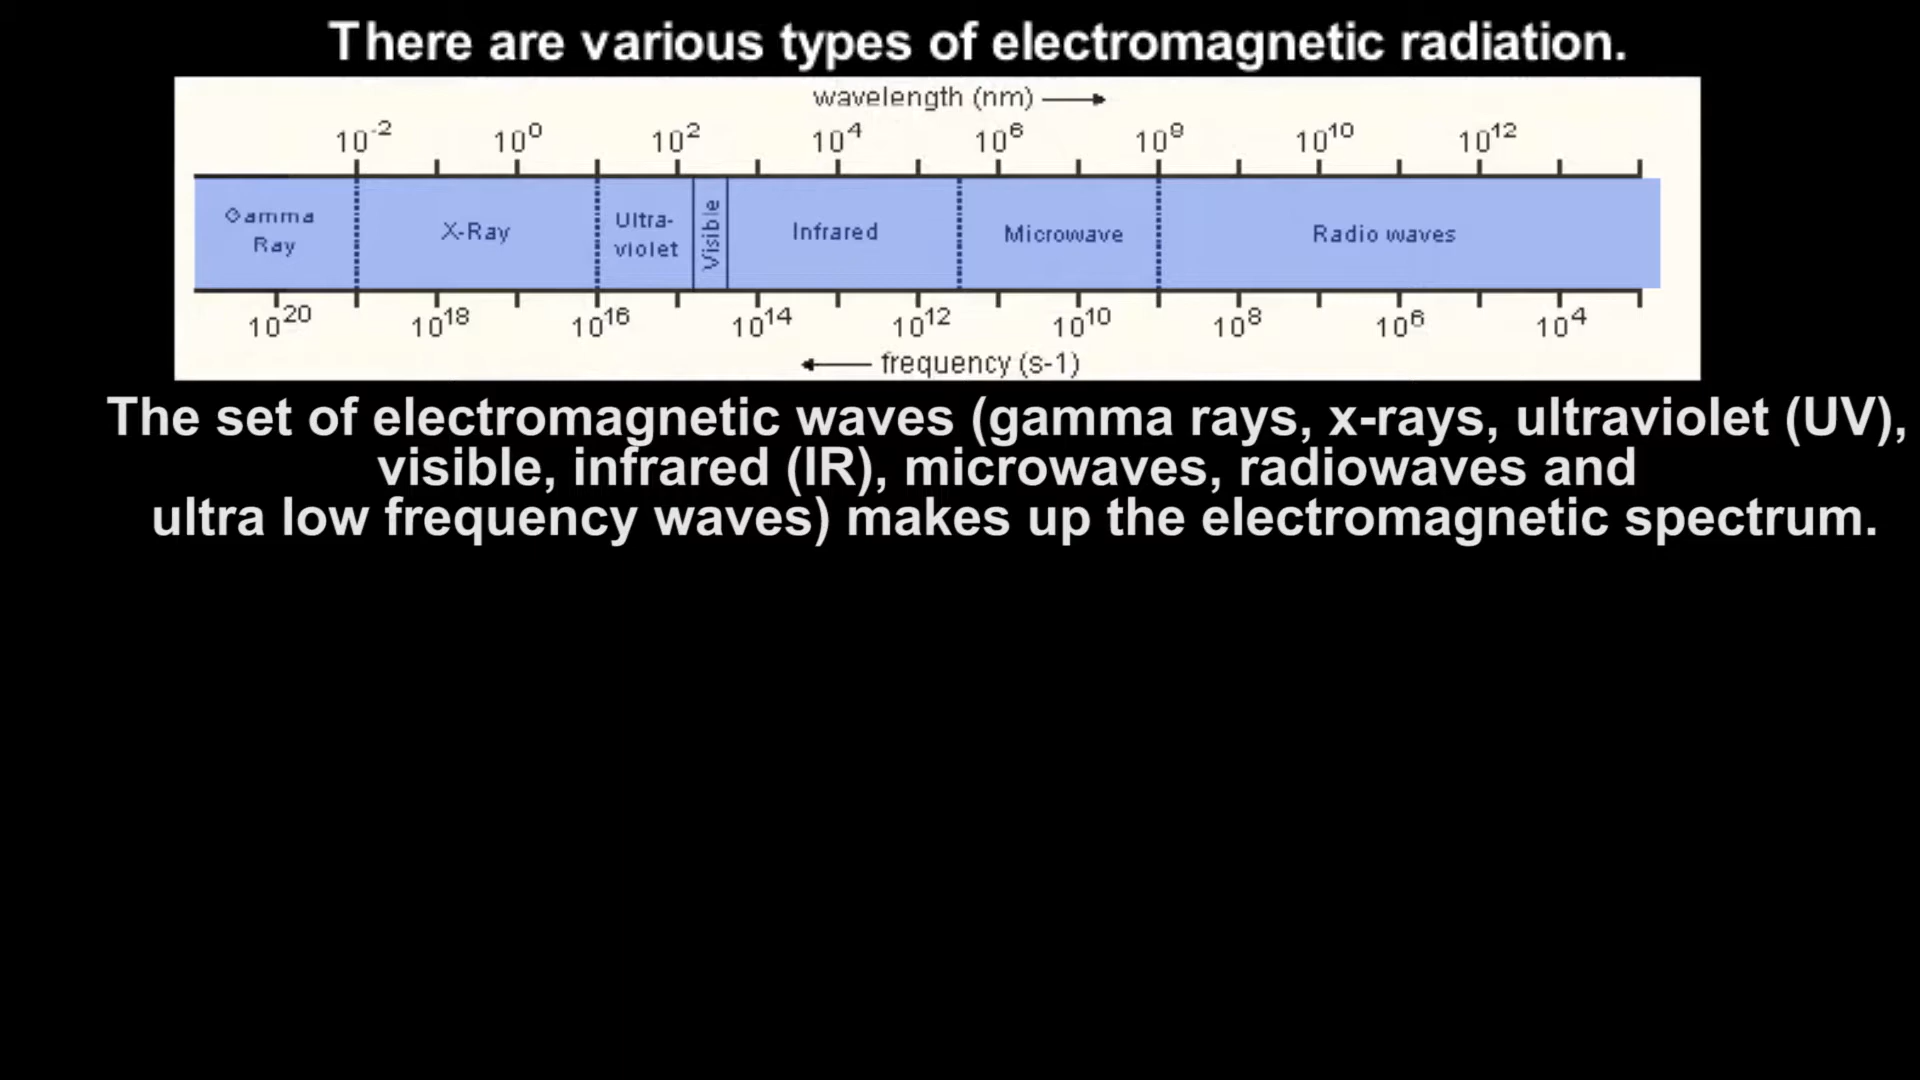 There are various types of electromagnetic radiation.
wavelength (nm)
10⁻² 10⁰ 10² 10⁴ 10⁶ 10⁹ 10¹⁰ 10¹²
Gamma Ray X-Ray Ultra-violet Visible Infrared Microwave Radio waves
10²⁰ 10¹⁸ 10¹⁶ 10¹⁴ 10¹² 10¹⁰ 10⁸ 10⁶ 10⁴
frequency (s-1)
The set of electromagnetic waves (gamma rays, x-rays, ultraviolet (UV),
visible, infrared (IR), microwaves, radiowaves and
ultra low frequency waves) makes up the electromagnetic spectrum.